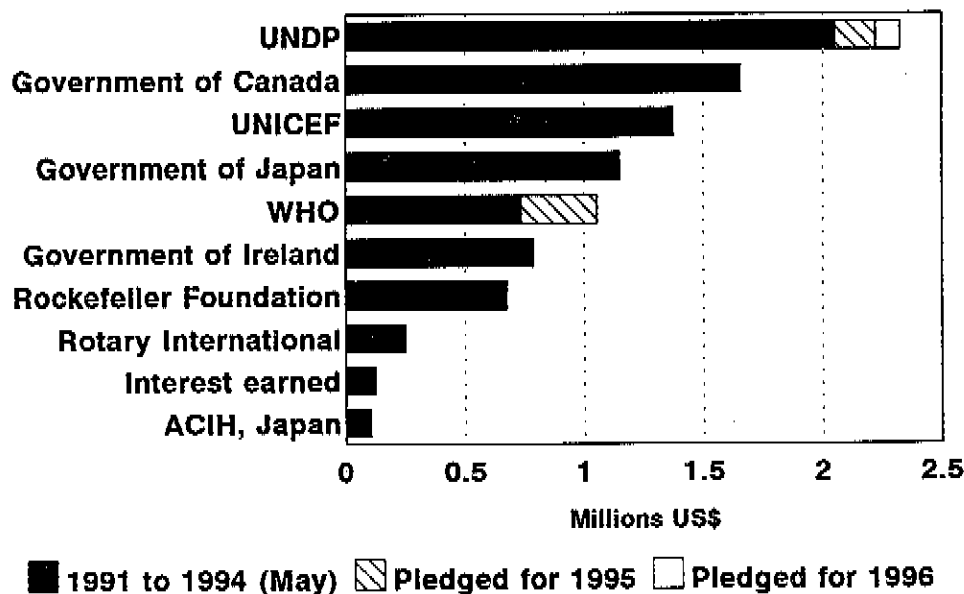 UNDP
Government of Canada
UNICEF
Government of Japan
WHO
Government of Ireland
Rockefeller Foundation
Rotary International
Interest earned
ACIH, Japan
0 0.5 1 1.5 2 2.5
Millions US$
1991 to 1994 (May) Pledged for 1995 Pledged for 1996